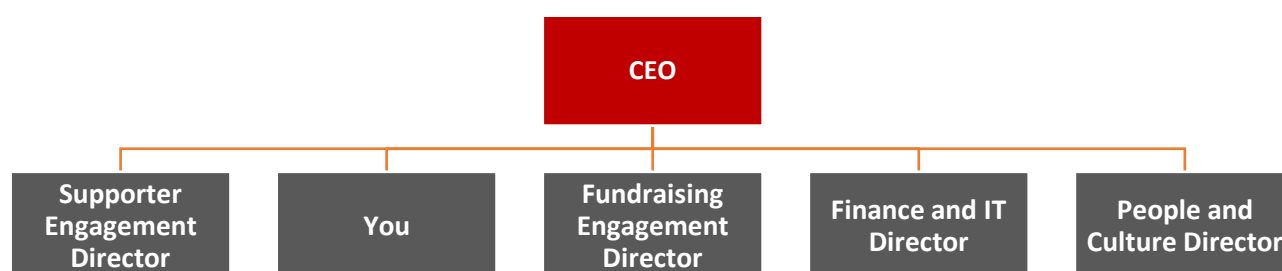 CEO
Supporter
Engagement
Director
You
Fundraising
Engagement
Director
Finance and IT
Director
People and
Culture Director